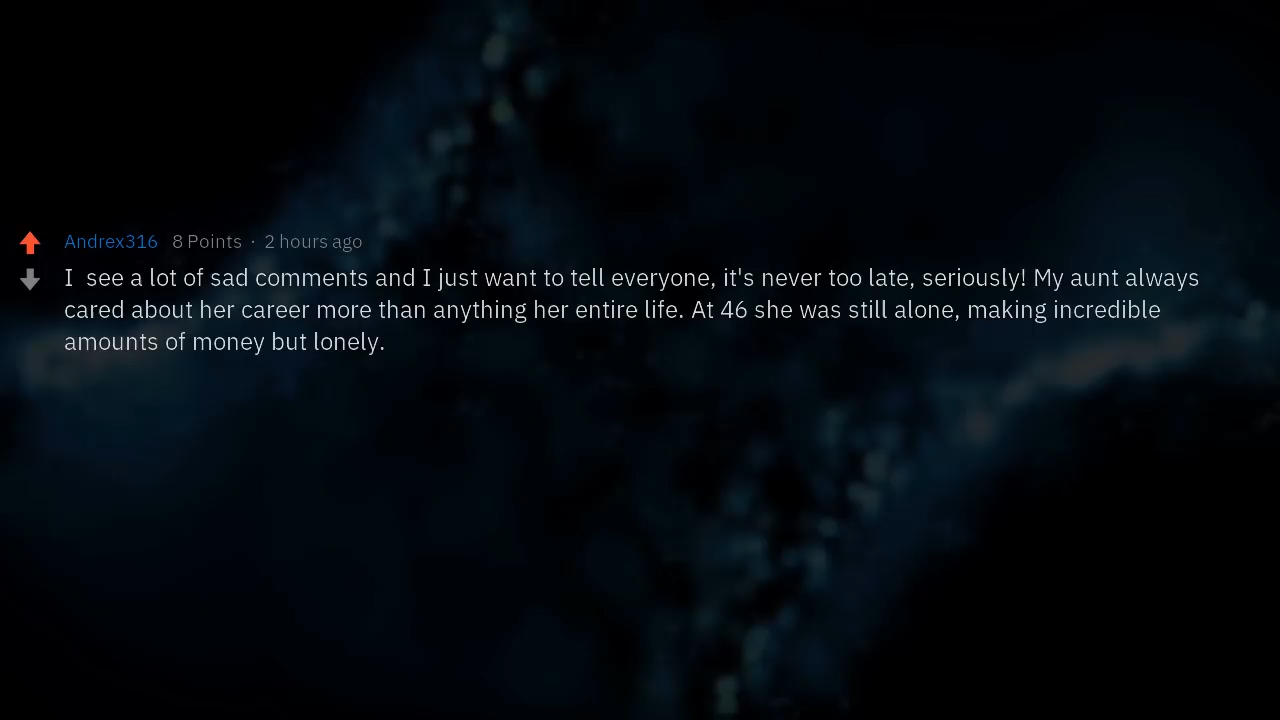 Andrex316 8 Points · 2 hours ago
I see a lot of sad comments and I just want to tell everyone, it's never too late, seriously! My aunt always
cared about her career more than anything her entire life. At 46 she was still alone, making incredible
amounts of money but lonely.